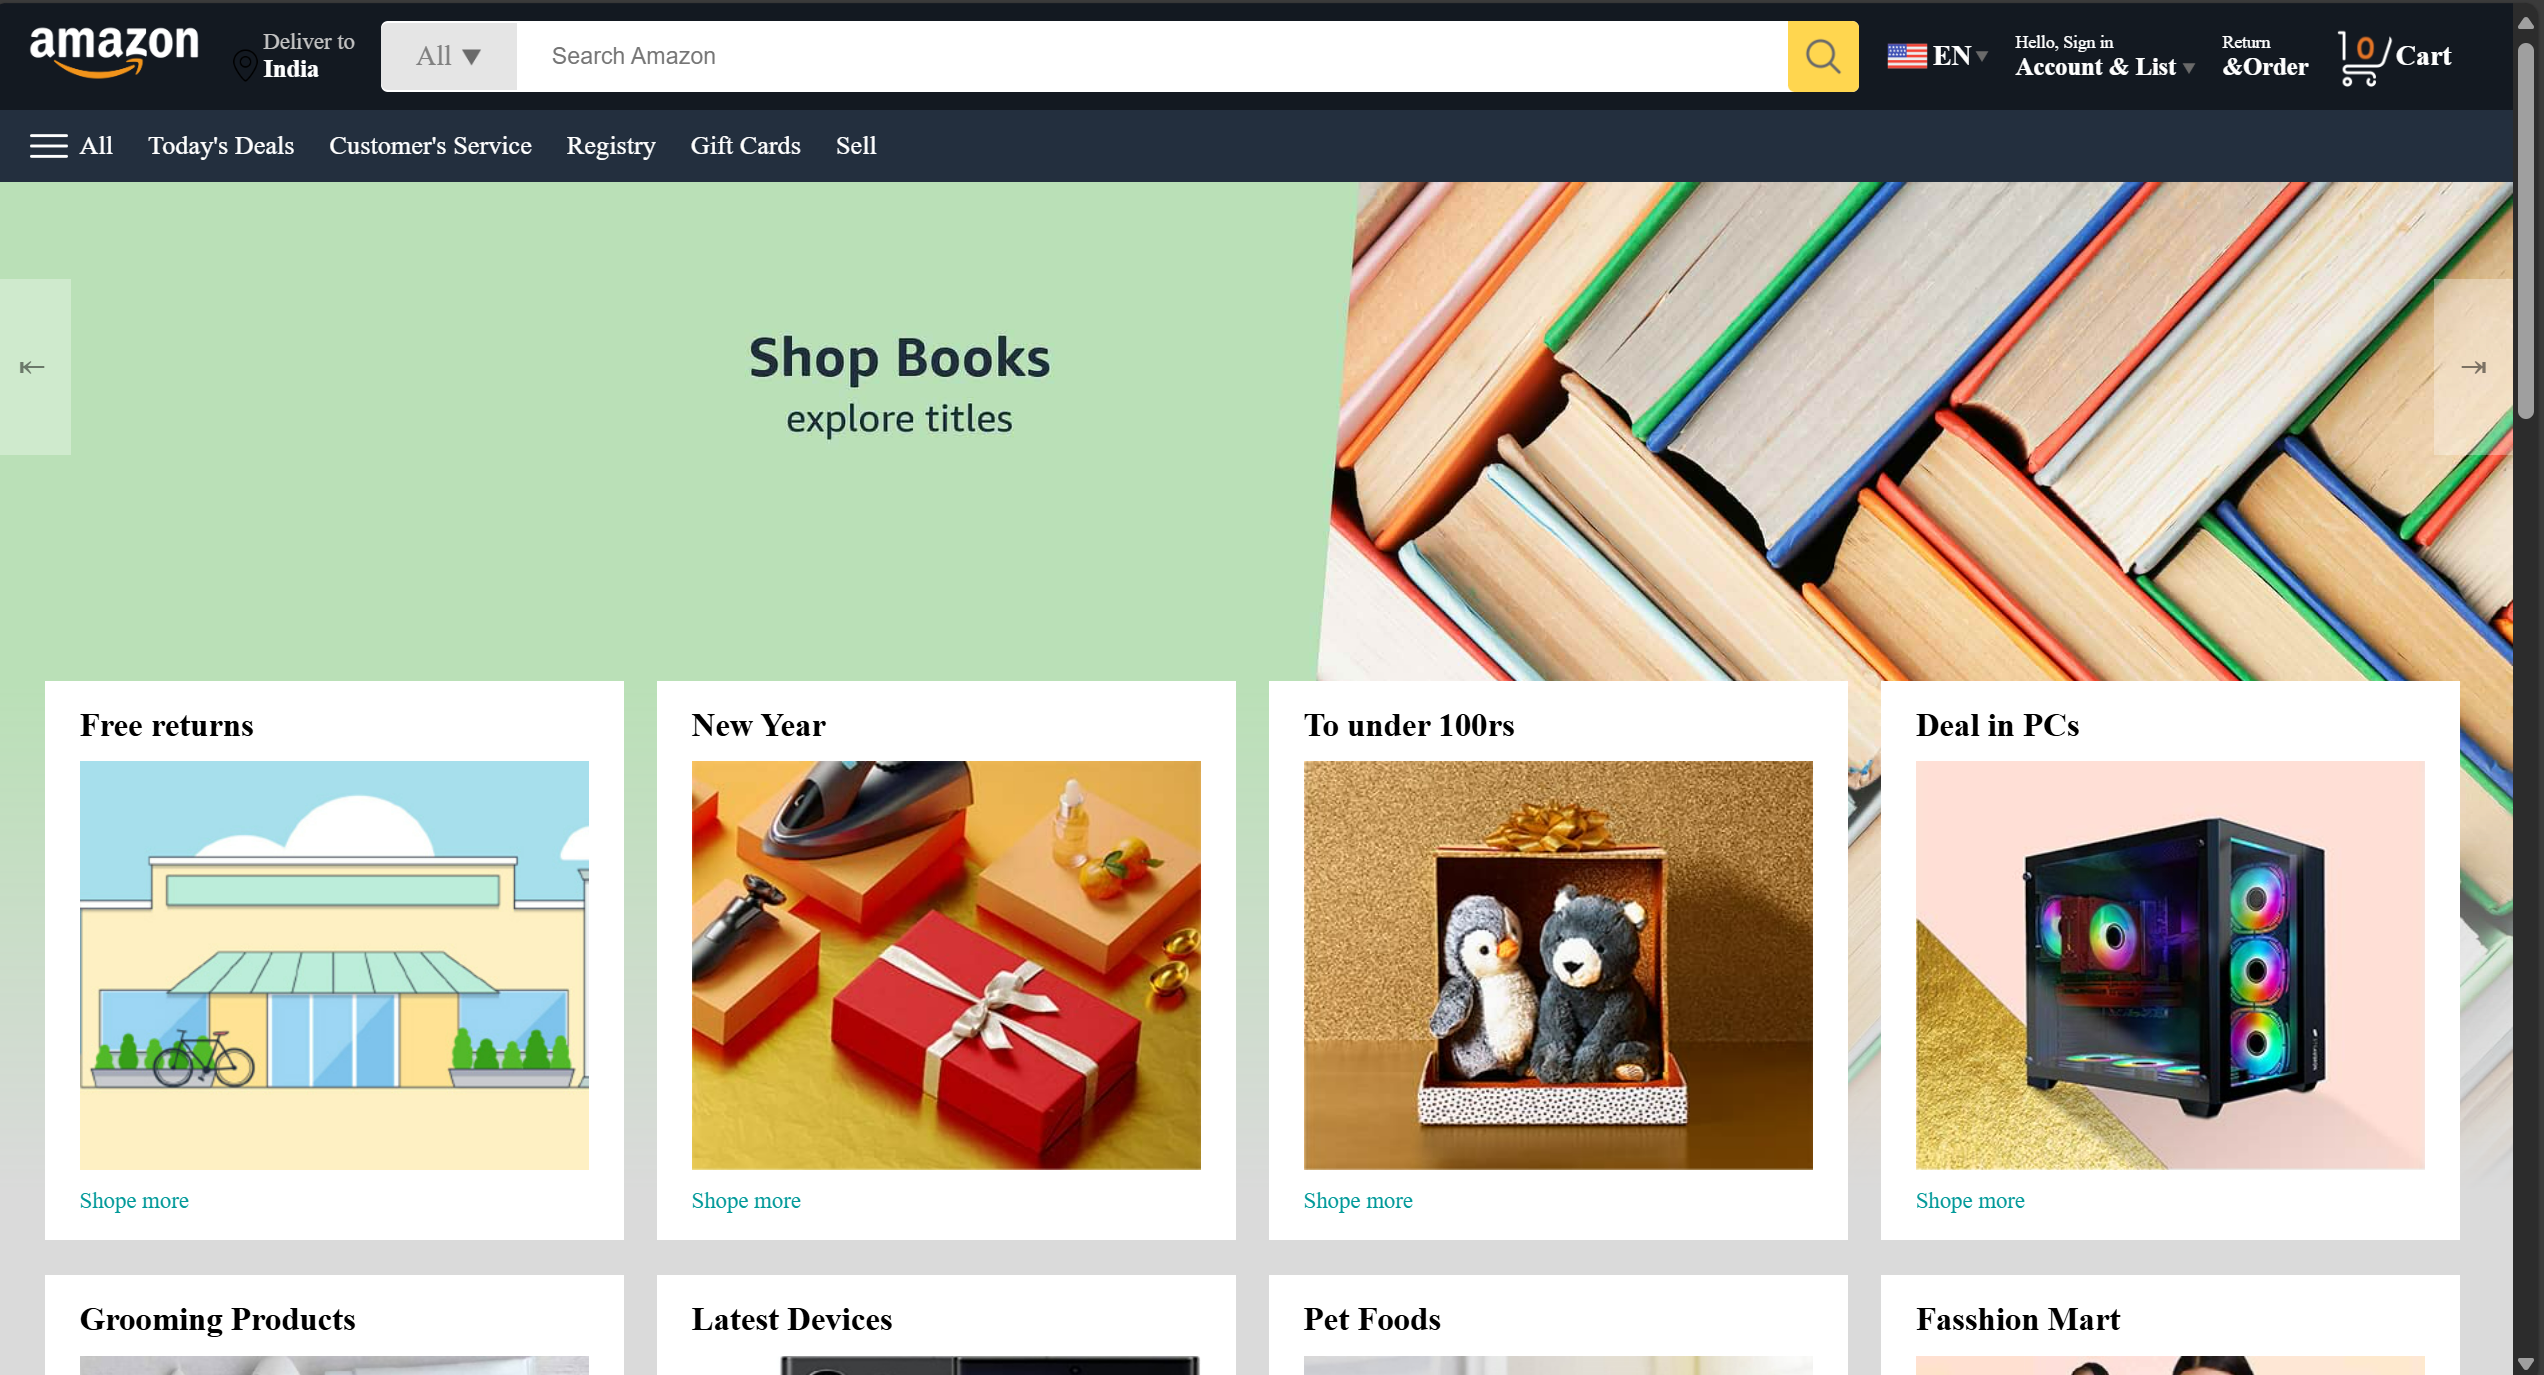 amazon
Deliver to
India
All ▼
Search Amazon
EN ▼
Hello, Sign in
Account & List ▼
Return
&Order
0
Cart
All
Today's Deals
Customer's Service
Registry
Gift Cards
Sell
Shop Books
explore titles
Free returns
New Year
To under 100rs
Deal in PCs
Shope more
Shope more
Shope more
Shope more
Grooming Products
Latest Devices
Pet Foods
Fasshion Mart